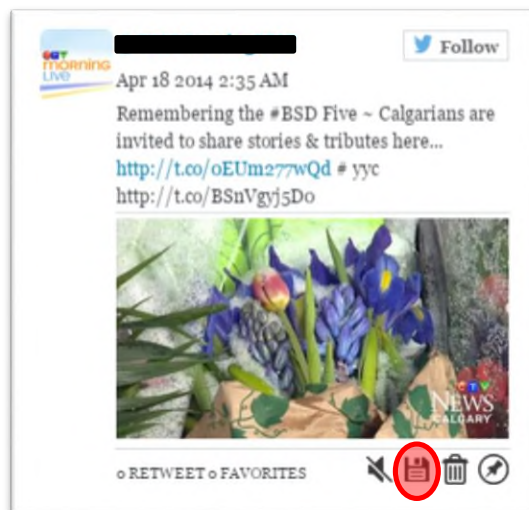 CTV
morning
LIVE
Follow
Apr 18 2014 2:35 AM
Remembering the #BSD Five ~ Calgarians are
invited to share stories & tributes here...
http://t.co/oEUm277wQd # yyc
http://t.co/BSnVgyj5Do
CTV
NEWS
CALGARY
0 RETWEET 0 FAVORITES